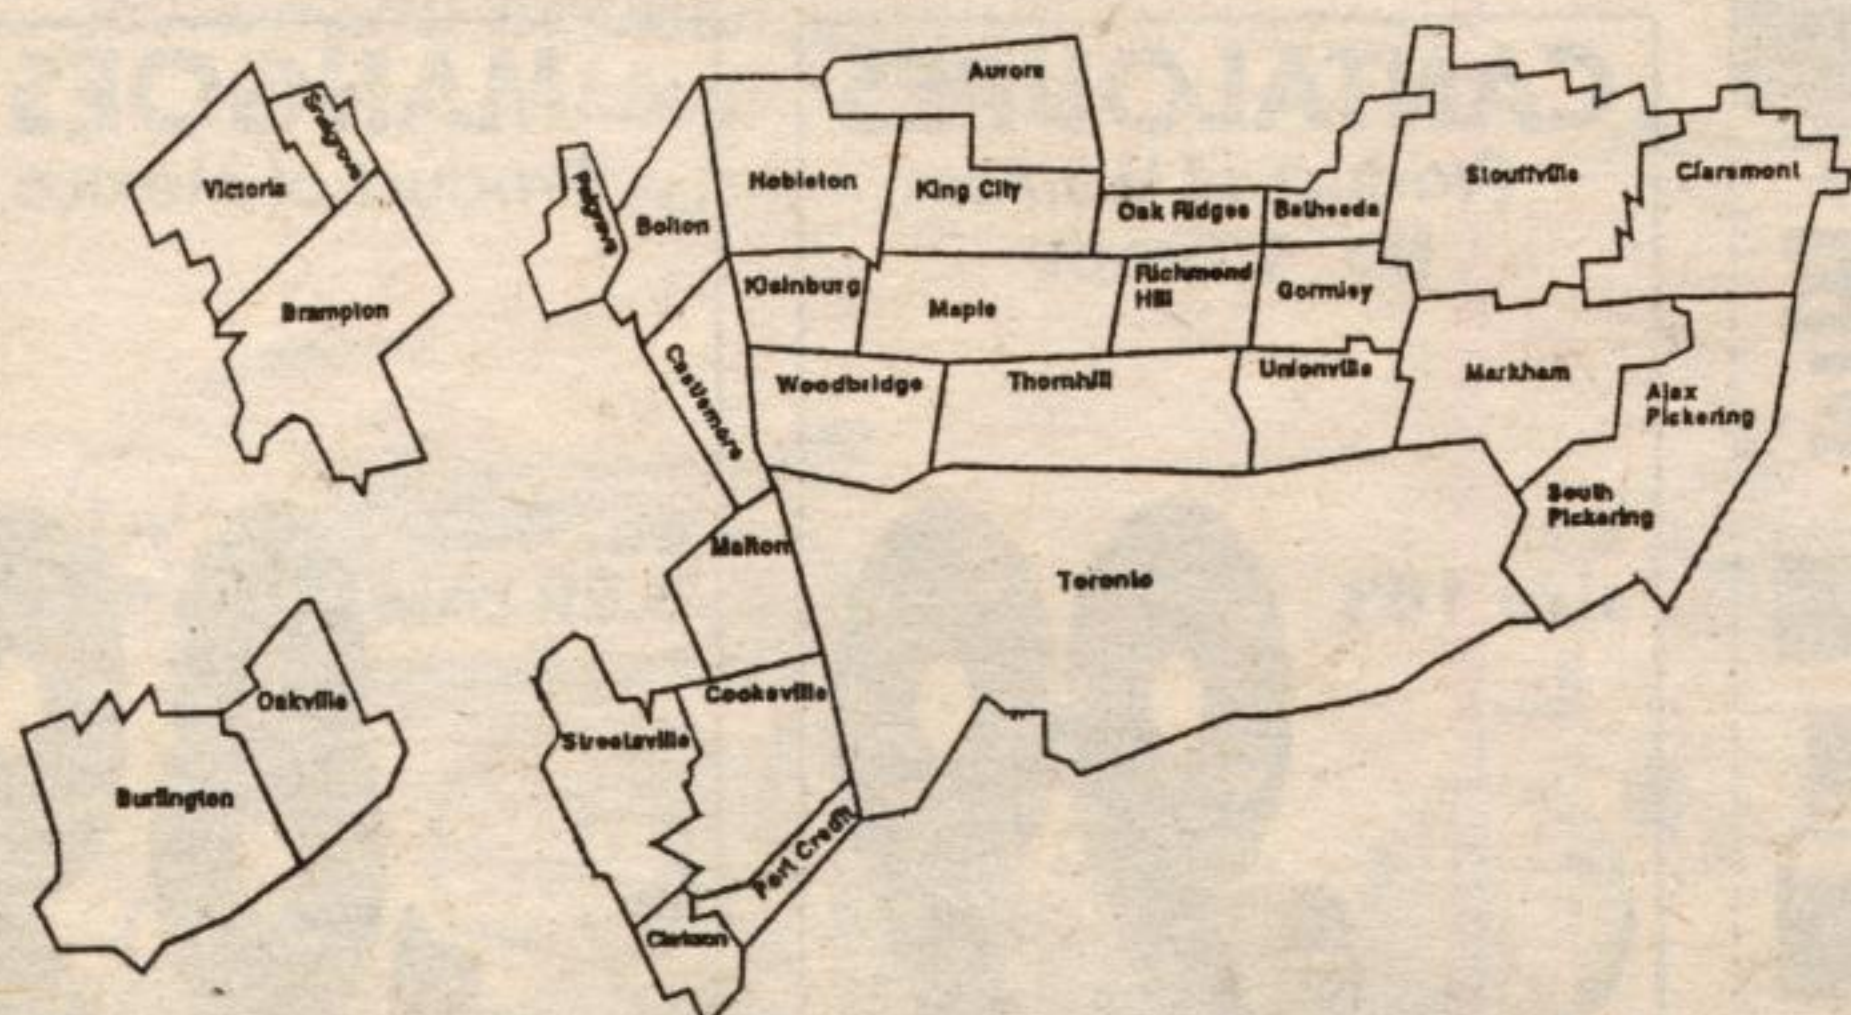 Aurora
Snelgrove
Victoria
Palgrave
Nobleton
King City
Stouffville
Claremont
Bolton
Oak Ridges
Bethesda
Kleinburg
Richmond
Hill
Gormley
Brampton
Maple
Castlemore
Woodbridge
Thornhill
Unionville
Markham
Ajax
Pickering
South
Pickering
Malton
Toronto
Oakville
Cooksville
Streetsville
Burlington
Port Credit
Clarkson